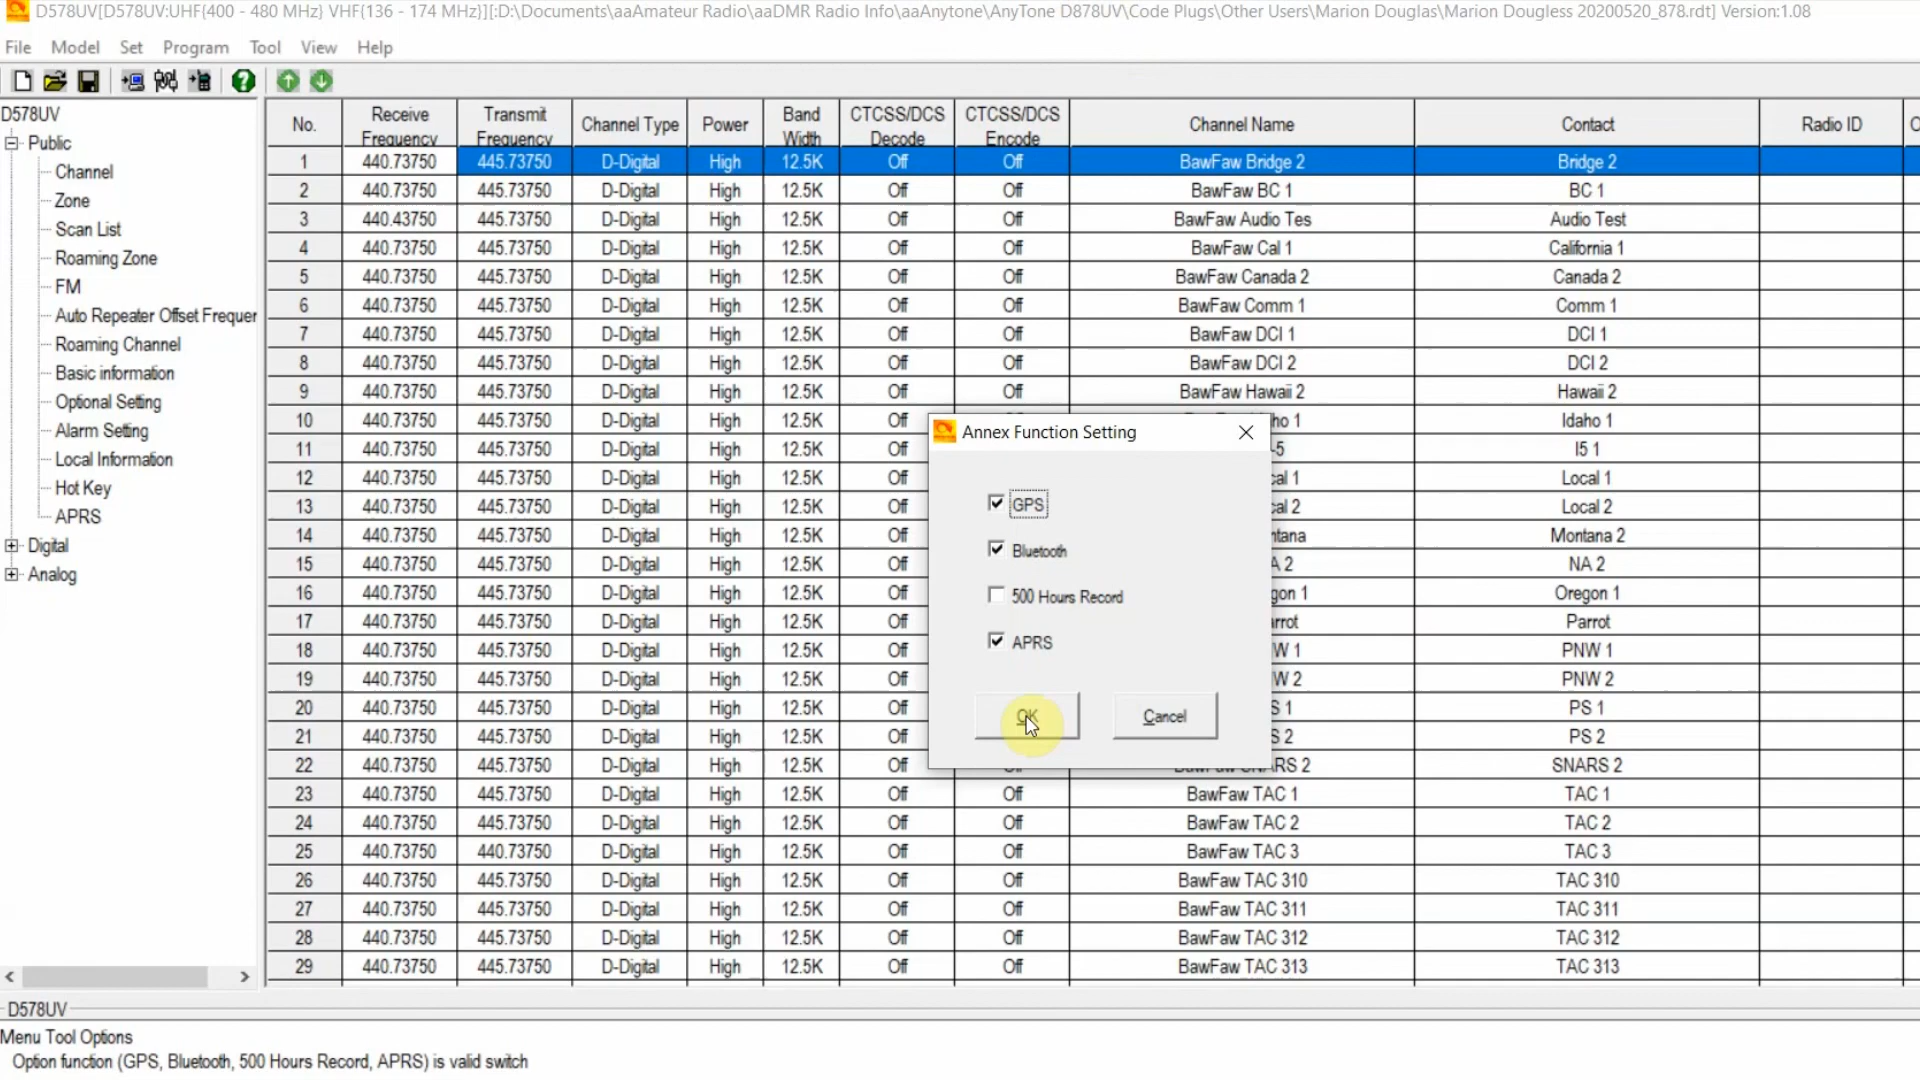 D578UV[D578UV:UHF(400 - 480 MHz} VHF(136 - 174 MHz}][:D:\Documents\aaAmateur Radio\aaDMR Radio Info\aaAnytone\AnyTone D878UV\Code Plugs\Other Users\Marion Douglas\Marion Dougless 20200520_878.rdt] Version:1.08
File Model Set Program Tool View Help
D578UV
Public
Channel
Zone
Scan List
Roaming Zone
FM
Auto Repeater Offset Frequer
Roaming Channel
Basic information
Optional Setting
Alarm Setting
Local Information
Hot Key
APRS
Digital
Analog
No. Receive Frequency Transmit Frequency Channel Type Power Band Width CTCSS/DCS Decode CTCSS/DCS Encode Channel Name Contact Radio ID
1 440.73750 445.73750 D-Digital High 12.5K Off Off BawFaw Bridge 2 Bridge 2
2 440.73750 445.73750 D-Digital High 12.5K Off Off BawFaw BC 1 BC 1
3 440.43750 445.73750 D-Digital High 12.5K Off Off BawFaw Audio Tes Audio Test
4 440.73750 445.73750 D-Digital High 12.5K Off Off BawFaw Cal 1 California 1
5 440.73750 445.73750 D-Digital High 12.5K Off Off BawFaw Canada 2 Canada 2
6 440.73750 445.73750 D-Digital High 12.5K Off Off BawFaw Comm 1 Comm 1
7 440.73750 445.73750 D-Digital High 12.5K Off Off BawFaw DCI 1 DCI 1
8 440.73750 445.73750 D-Digital High 12.5K Off Off BawFaw DCI 2 DCI 2
9 440.73750 445.73750 D-Digital High 12.5K Off Off BawFaw Hawaii 2 Hawaii 2
10 440.73750 445.73750 D-Digital High 12.5K Off ho 1 Idaho 1
11 440.73750 445.73750 D-Digital High 12.5K Off -5 I5 1
12 440.73750 445.73750 D-Digital High 12.5K Off cal 1 Local 1
13 440.73750 445.73750 D-Digital High 12.5K Off cal 2 Local 2
14 440.73750 445.73750 D-Digital High 12.5K Off ntana Montana 2
15 440.73750 445.73750 D-Digital High 12.5K Off A 2 NA 2
16 440.73750 445.73750 D-Digital High 12.5K Off gon 1 Oregon 1
17 440.73750 445.73750 D-Digital High 12.5K Off rrot Parrot
18 440.73750 445.73750 D-Digital High 12.5K Off W 1 PNW 1
19 440.73750 445.73750 D-Digital High 12.5K Off W 2 PNW 2
20 440.73750 445.73750 D-Digital High 12.5K Off S 1 PS 1
21 440.73750 445.73750 D-Digital High 12.5K Off S 2 PS 2
22 440.73750 445.73750 D-Digital High 12.5K Off Off BawFaw SNARS 2 SNARS 2
23 440.73750 445.73750 D-Digital High 12.5K Off Off BawFaw TAC 1 TAC 1
24 440.73750 445.73750 D-Digital High 12.5K Off Off BawFaw TAC 2 TAC 2
25 440.73750 440.73750 D-Digital High 12.5K Off Off BawFaw TAC 3 TAC 3
26 440.73750 445.73750 D-Digital High 12.5K Off Off BawFaw TAC 310 TAC 310
27 440.73750 445.73750 D-Digital High 12.5K Off Off BawFaw TAC 311 TAC 311
28 440.73750 445.73750 D-Digital High 12.5K Off Off BawFaw TAC 312 TAC 312
29 440.73750 445.73750 D-Digital High 12.5K Off Off BawFaw TAC 313 TAC 313
Annex Function Setting
GPS
Bluetooth
500 Hours Record
APRS
OK Cancel
D578UV
Menu Tool Options
Option function (GPS, Bluetooth, 500 Hours Record, APRS) is valid switch